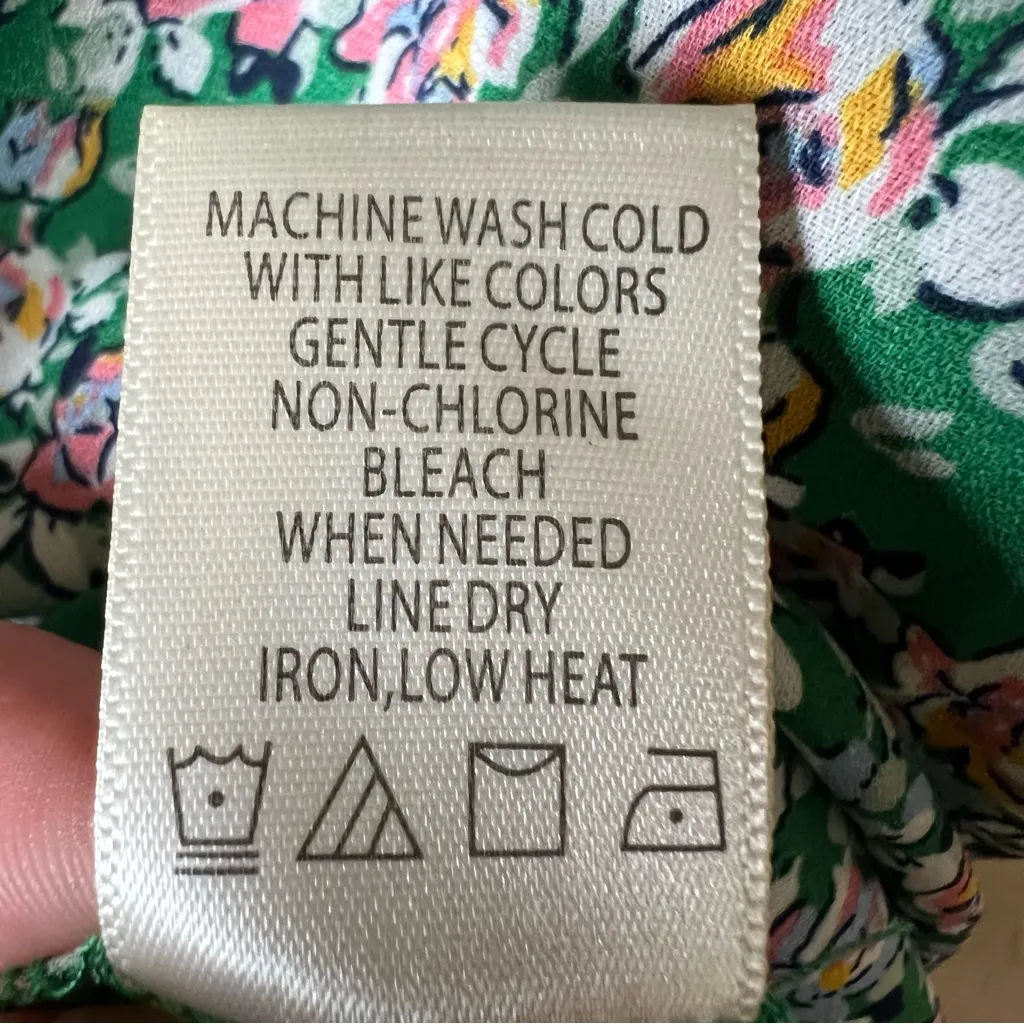 MACHINE WASH COLD
WITH LIKE COLORS
GENTLE CYCLE
NON-CHLORINE
BLEACH
WHEN NEEDED
LINE DRY
IRON,LOW HEAT